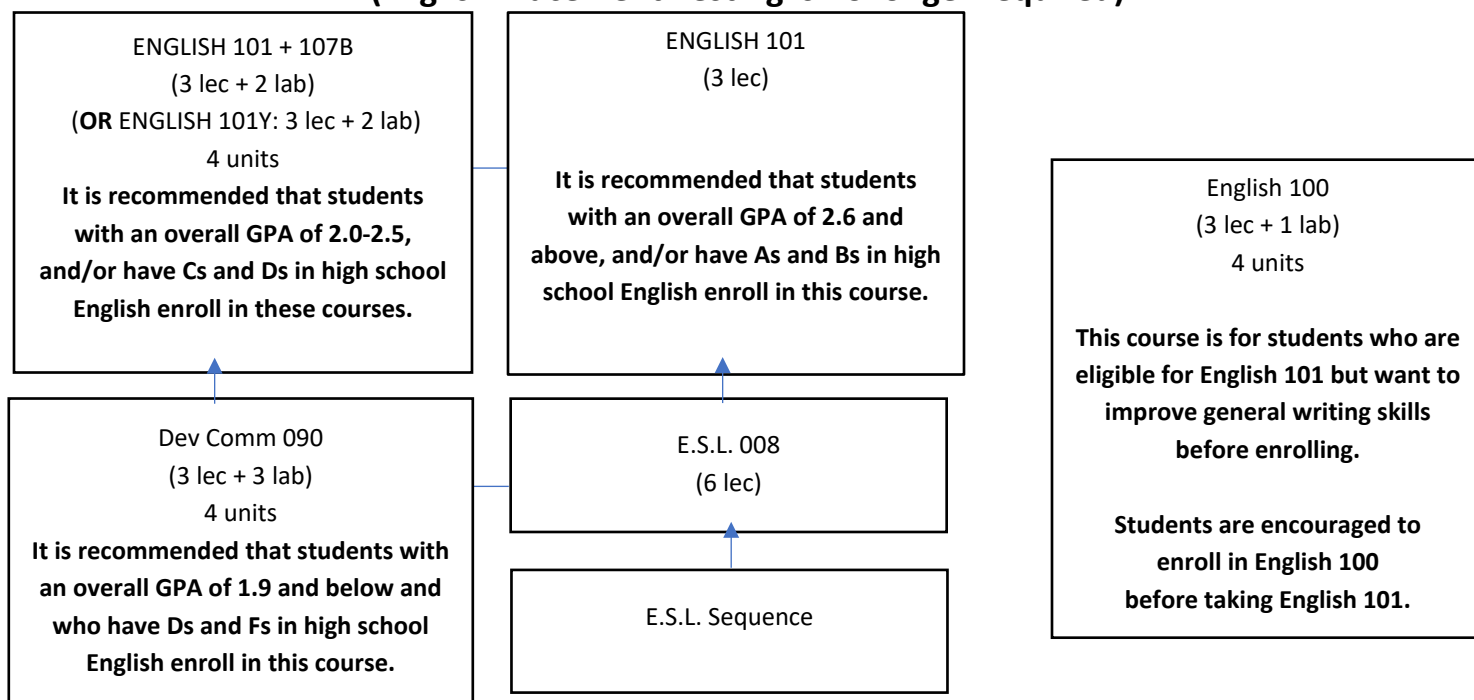 ENGLISH 101 + 107B
(3 lec + 2 lab)
(OR ENGLISH 101Y: 3 lec + 2 lab)
4 units
It is recommended that students
with an overall GPA of 2.0-2.5,
and/or have Cs and Ds in high school
English enroll in these courses.
ENGLISH 101
(3 lec)
It is recommended that students
with an overall GPA of 2.6 and
above, and/or have As and Bs in high
school English enroll in this course.
English 100
(3 lec + 1 lab)
4 units
This course is for students who are
eligible for English 101 but want to
improve general writing skills
before enrolling.
Students are encouraged to
enroll in English 100
before taking English 101.
Dev Comm 090
(3 lec + 3 lab)
4 units
It is recommended that students with
an overall GPA of 1.9 and below and
who have Ds and Fs in high school
English enroll in this course.
E.S.L. 008
(6 lec)
E.S.L. Sequence